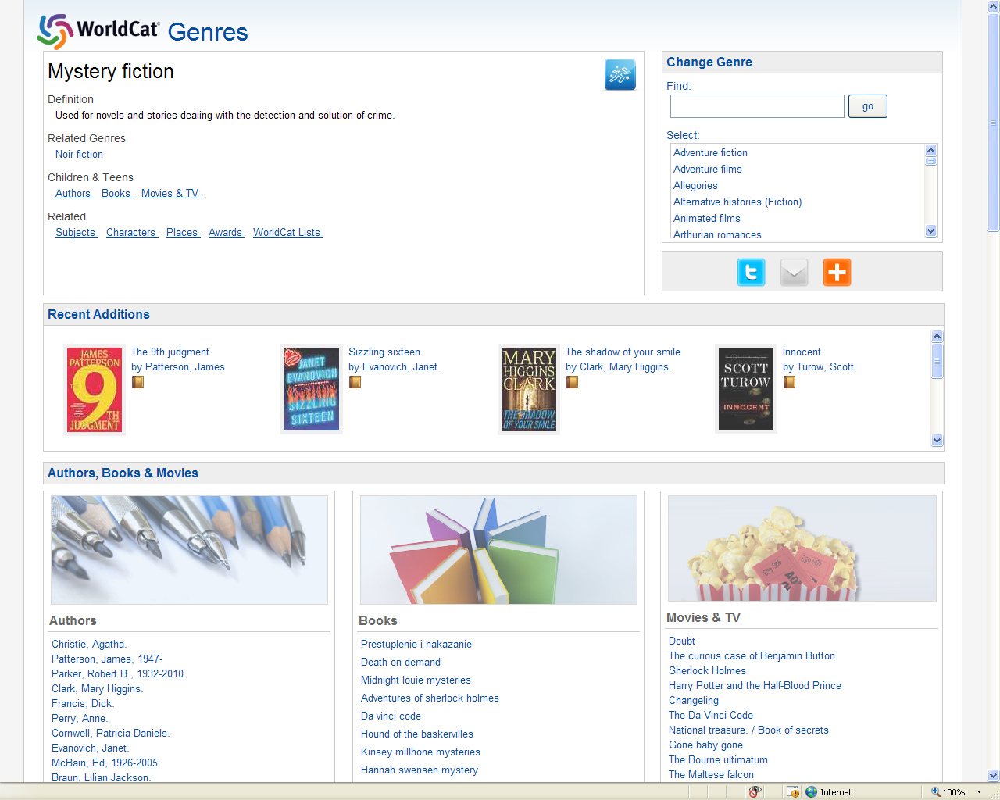 WorldCat® Genres
Mystery fiction
Definition
Used for novels and stories dealing with the detection and solution of crime.
Related Genres
Noir fiction
Children & Teens
Authors Books Movies & TV
Related
Subjects Characters Places Awards WorldCat Lists
Change Genre
Find:
go
Select:
Adventure fiction
Adventure films
Allegories
Alternative histories (Fiction)
Animated films
Arthurian romances
t
Recent Additions
JAMES
PATTERSON
THE
9
TH
JUDGMENT
The 9th judgment
by Patterson, James
JANET
EVANOVICH
SIZZLING
SIXTEEN
Sizzling sixteen
by Evanovich, Janet.
MARY
HIGGINS
CLARK
THE SHADOW
OF YOUR SMILE
The shadow of your smile
by Clark, Mary Higgins.
SCOTT
TUROW
INNOCENT
Innocent
by Turow, Scott.
Authors, Books & Movies
Authors
Christie, Agatha.
Patterson, James, 1947-
Parker, Robert B., 1932-2010.
Clark, Mary Higgins.
Francis, Dick.
Perry, Anne.
Cornwell, Patricia Daniels.
Evanovich, Janet.
McBain, Ed, 1926-2005
Braun, Lilian Jackson.
Books
Prestuplenie i nakazanie
Death on demand
Midnight louie mysteries
Adventures of sherlock holmes
Da vinci code
Hound of the baskervilles
Kinsey millhone mysteries
Hannah swensen mystery
Movies & TV
Doubt
The curious case of Benjamin Button
Sherlock Holmes
Harry Potter and the Half-Blood Prince
Changeling
The Da Vinci Code
National treasure. / Book of secrets
Gone baby gone
The Bourne ultimatum
The Maltese falcon
Internet
100%